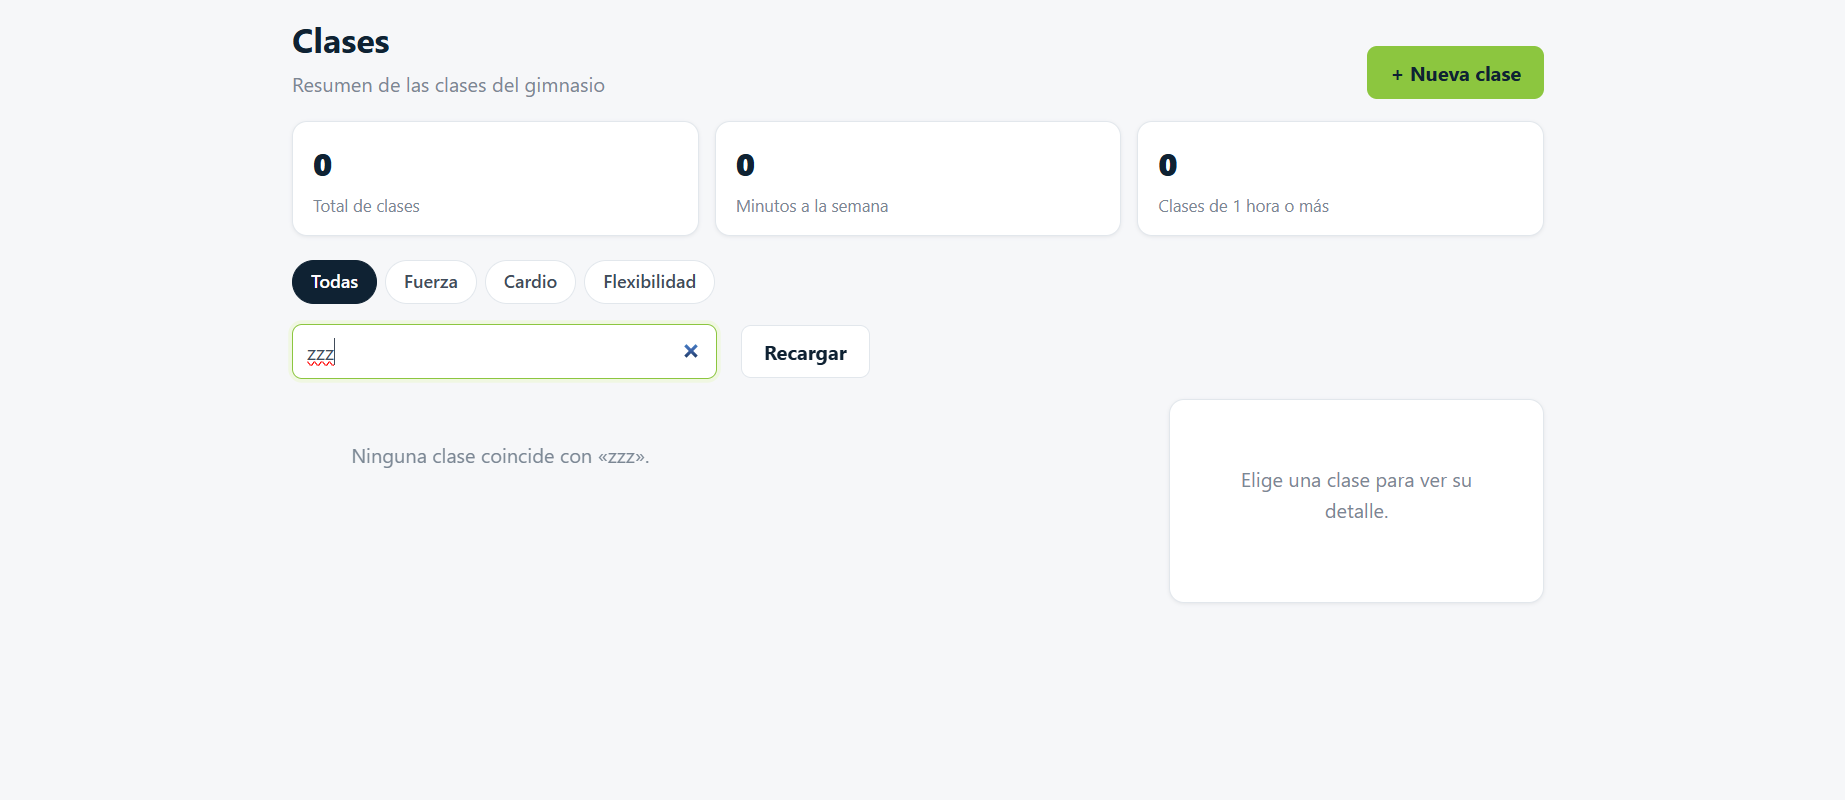 Clases
Resumen de las clases del gimnasio
+ Nueva clase
0
Total de clases
0
Minutos a la semana
0
Clases de 1 hora o más
Todas
Fuerza
Cardio
Flexibilidad
zzz
Recargar
Ninguna clase coincide con «zzz».
Elige una clase para ver su
detalle.